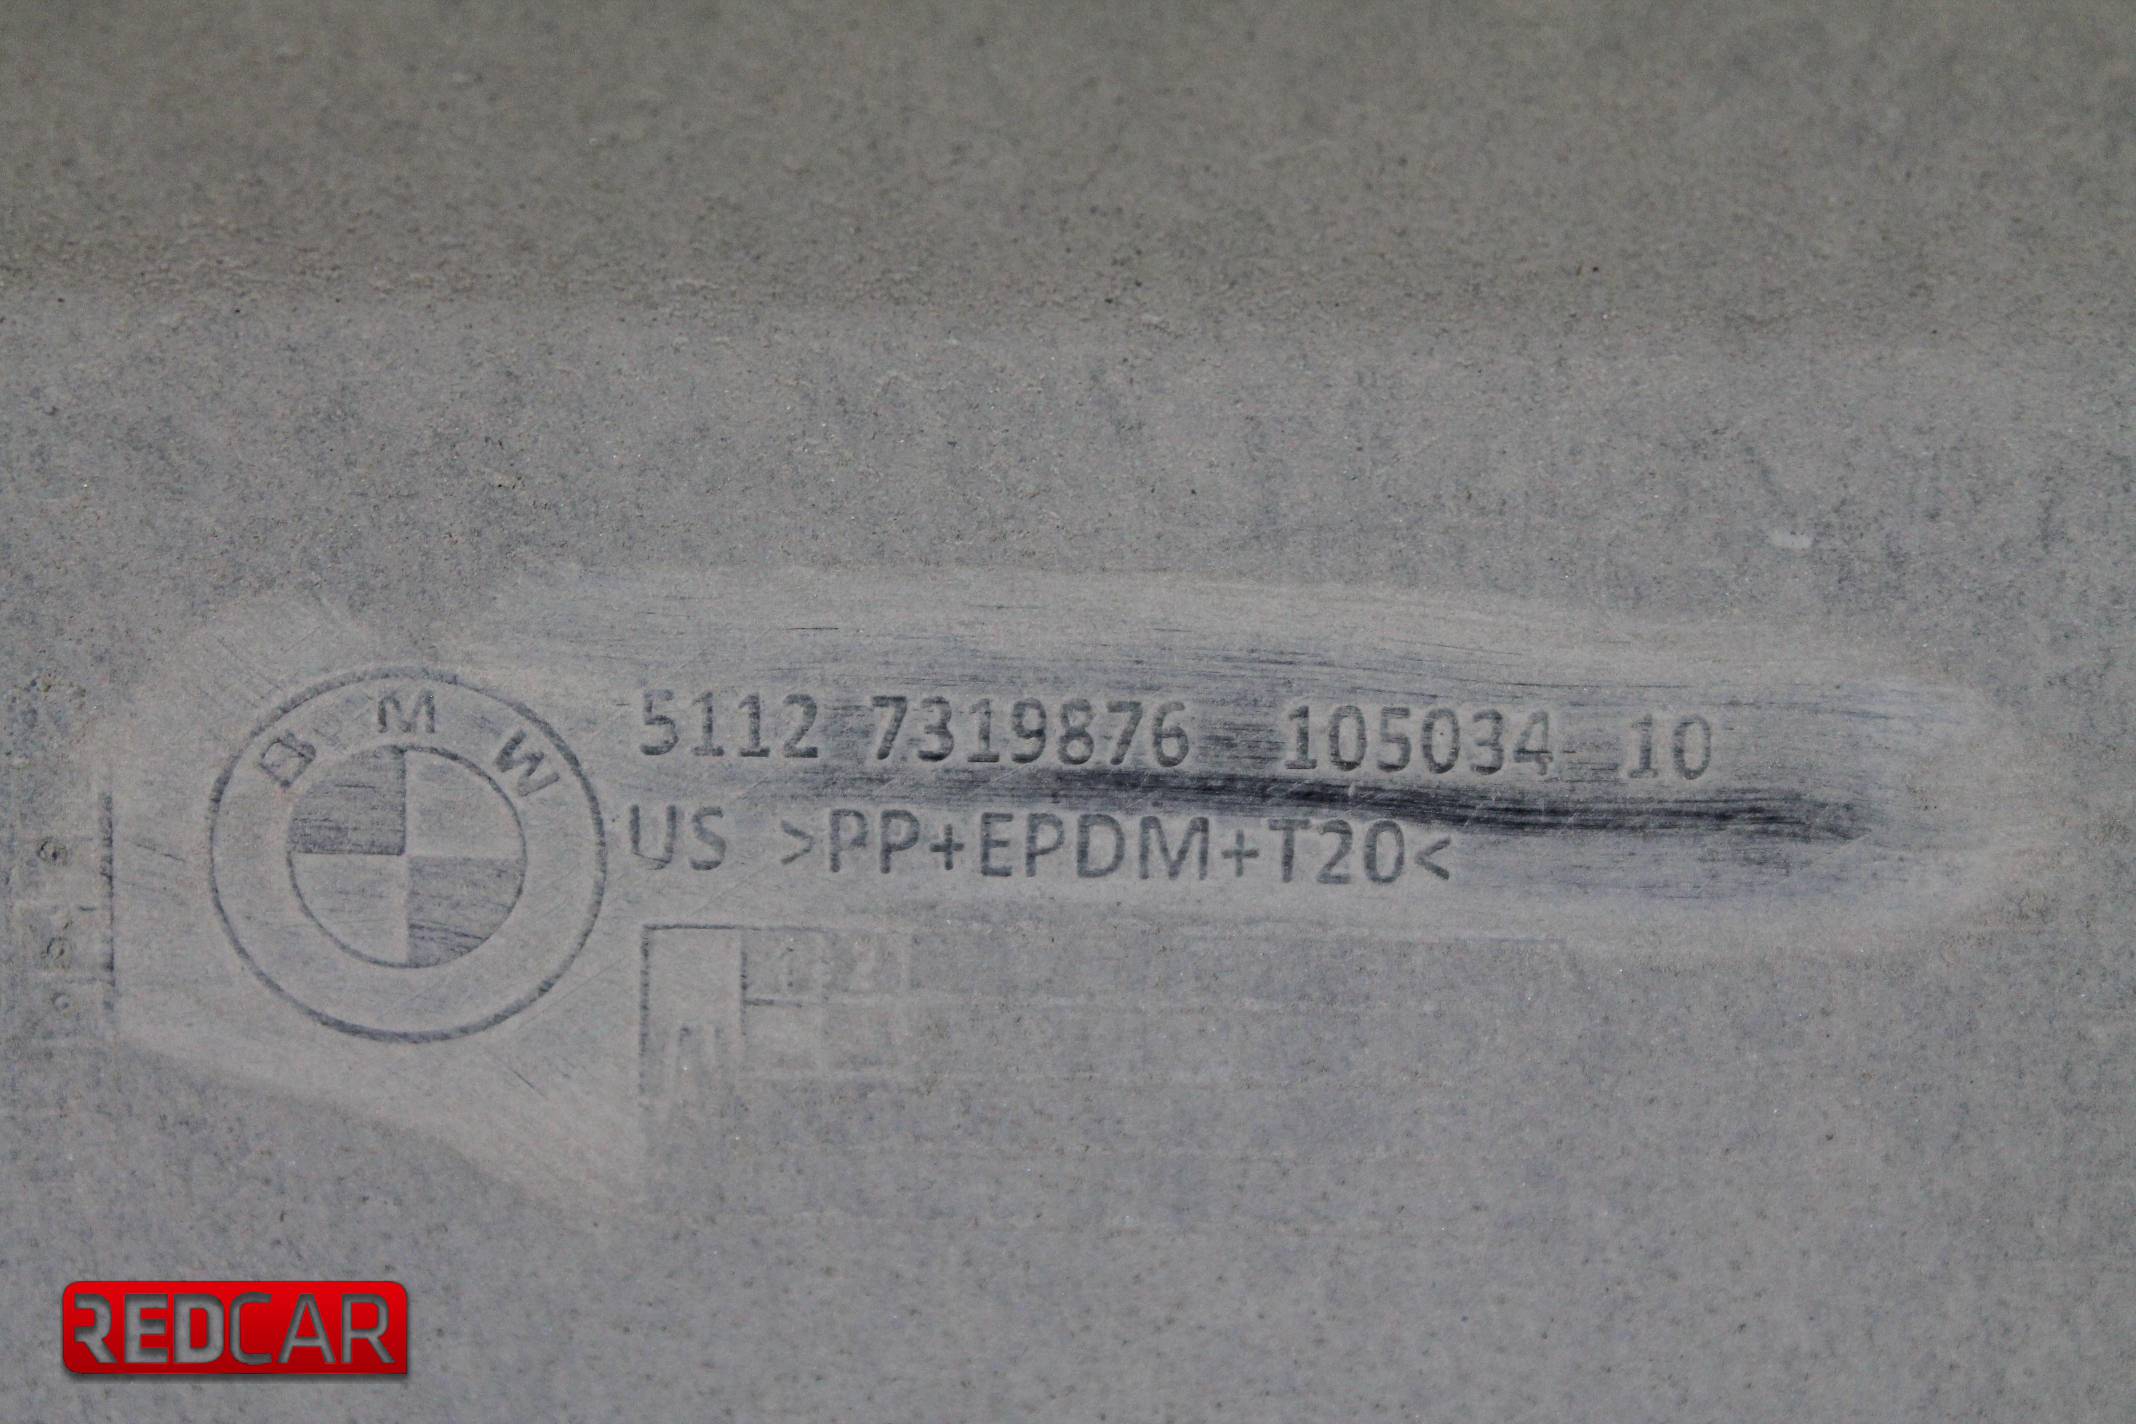 BMW
5112 7319876 - 105034 - 10
US >PP+EPDM+T20<
REDCAR